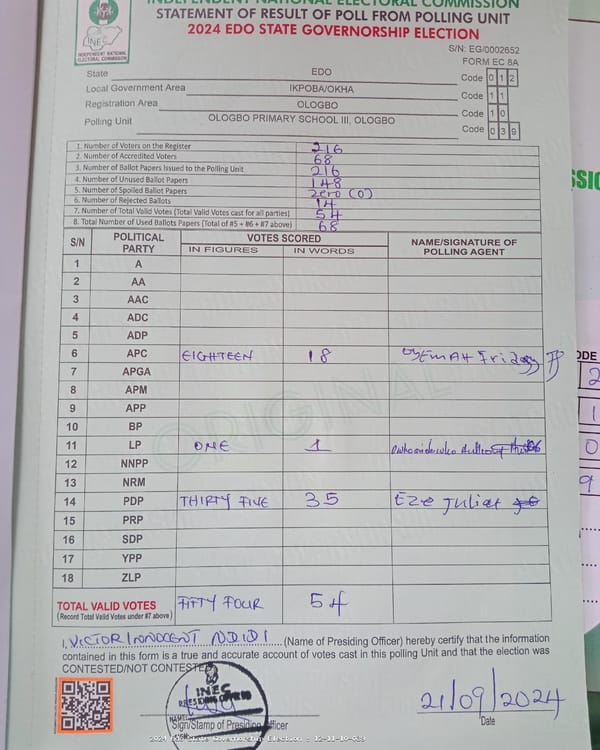 INDEPENDENT NATIONAL ELECTORAL COMMISSION
STATEMENT OF RESULT OF POLL FROM POLLING UNIT
2024 EDO STATE GOVERNORSHIP ELECTION
INEC
INDEPENDENT NATIONAL
ELECTORAL COMMISSION
S/N: EG/0002652
FORM EC 8A
State EDO Code 0 1 2
Local Government Area IKPOBA/OKHA Code 1 1
Registration Area OLOGBO Code 1 0
Polling Unit OLOGBO PRIMARY SCHOOL III, OLOGBO Code 0 3 9
1. Number of Voters on the Register 216
2. Number of Accredited Voters 68
3. Number of Ballot Papers Issued to the Polling Unit 216
4. Number of Unused Ballot Papers 148
5. Number of Spoiled Ballot Papers zero (0)
6. Number of Rejected Ballots 14
7. Number of Total Valid Votes (Total Valid Votes cast for all parties) 54
8. Total Number of Used Ballots Papers (Total of #5 + #6 + #7 above) 68
S/N POLITICAL PARTY VOTES SCORED NAME/SIGNATURE OF POLLING AGENT
IN FIGURES IN WORDS
1 A
2 AA
3 AAC
4 ADC
5 ADP
6 APC EIGHTEEN 18 Friday
7 APGA
8 APM
9 APP
10 BP
11 LP ONE 1
12 NNPP
13 NRM
14 PDP THIRTY FIVE 35 Eze Juliet
15 PRP
16 SDP
17 YPP
18 ZLP
TOTAL VALID VOTES FIFTY FOUR 54
(Record Total Valid Votes under #7 above)
ORIGINAL
I, VICTOR INNOCENT NDIDI (Name of Presiding Officer) hereby certify that the information
contained in this form is a true and accurate account of votes cast in this polling Unit and that the election was
CONTESTED/NOT CONTESTED
INEC
PRESIDING OFFICER
NAME
Sign/Stamp of Presiding Officer
21/09/2024
Date